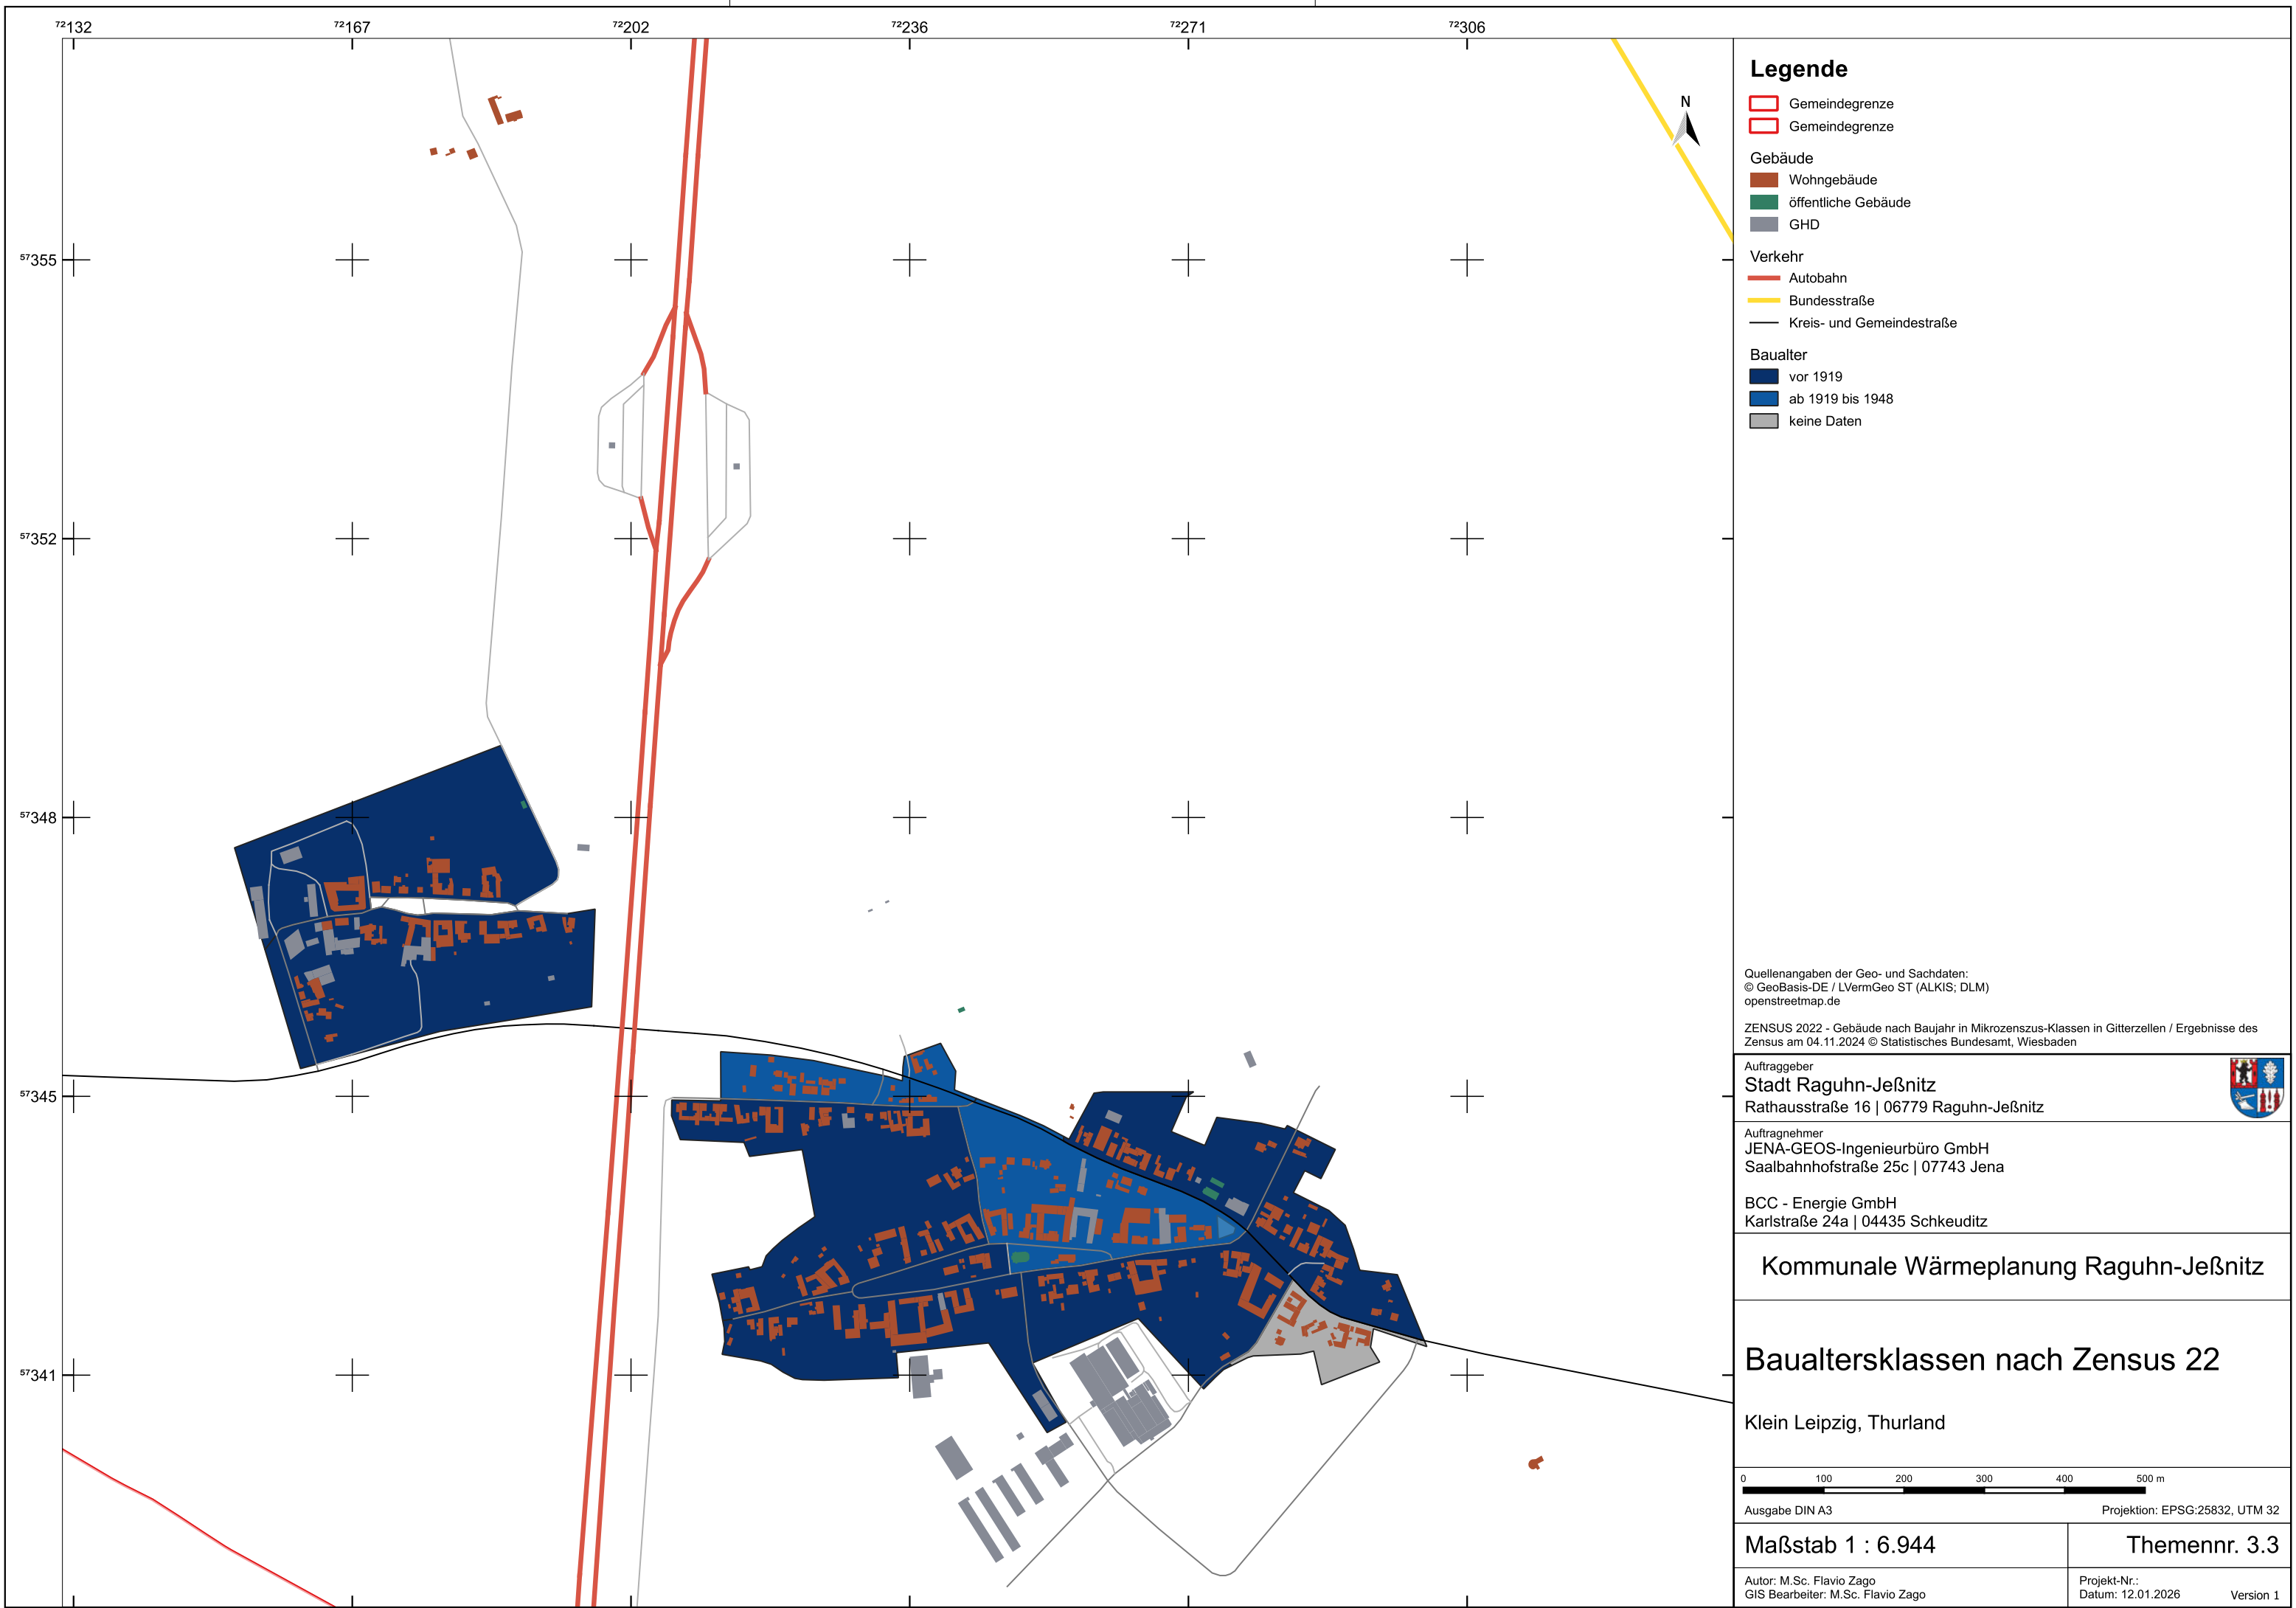 72132 72167 72202 72236 72271 72306
57355
57352
57348
57345
57341
N
Legende
Gemeindegrenze
Gemeindegrenze
Gebäude
Wohngebäude
öffentliche Gebäude
GHD
Verkehr
Autobahn
Bundesstraße
Kreis- und Gemeindestraße
Baualter
vor 1919
ab 1919 bis 1948
keine Daten
Quellenangaben der Geo- und Sachdaten:
© GeoBasis-DE / LVermGeo ST (ALKIS; DLM)
openstreetmap.de
ZENSUS 2022 - Gebäude nach Baujahr in Mikrozenszus-Klassen in Gitterzellen / Ergebnisse des
Zensus am 04.11.2024 © Statistisches Bundesamt, Wiesbaden
Auftraggeber
Stadt Raguhn-Jeßnitz
Rathausstraße 16 | 06779 Raguhn-Jeßnitz
Auftragnehmer
JENA-GEOS-Ingenieurbüro GmbH
Saalbahnhofstraße 25c | 07743 Jena
BCC - Energie GmbH
Karlstraße 24a | 04435 Schkeuditz
Kommunale Wärmeplanung Raguhn-Jeßnitz
Baualtersklassen nach Zensus 22
Klein Leipzig, Thurland
0 100 200 300 400 500 m
Ausgabe DIN A3 Projektion: EPSG:25832, UTM 32
Maßstab 1 : 6.944 Themennr. 3.3
Autor: M.Sc. Flavio Zago Projekt-Nr.:
GIS Bearbeiter: M.Sc. Flavio Zago Datum: 12.01.2026 Version 1